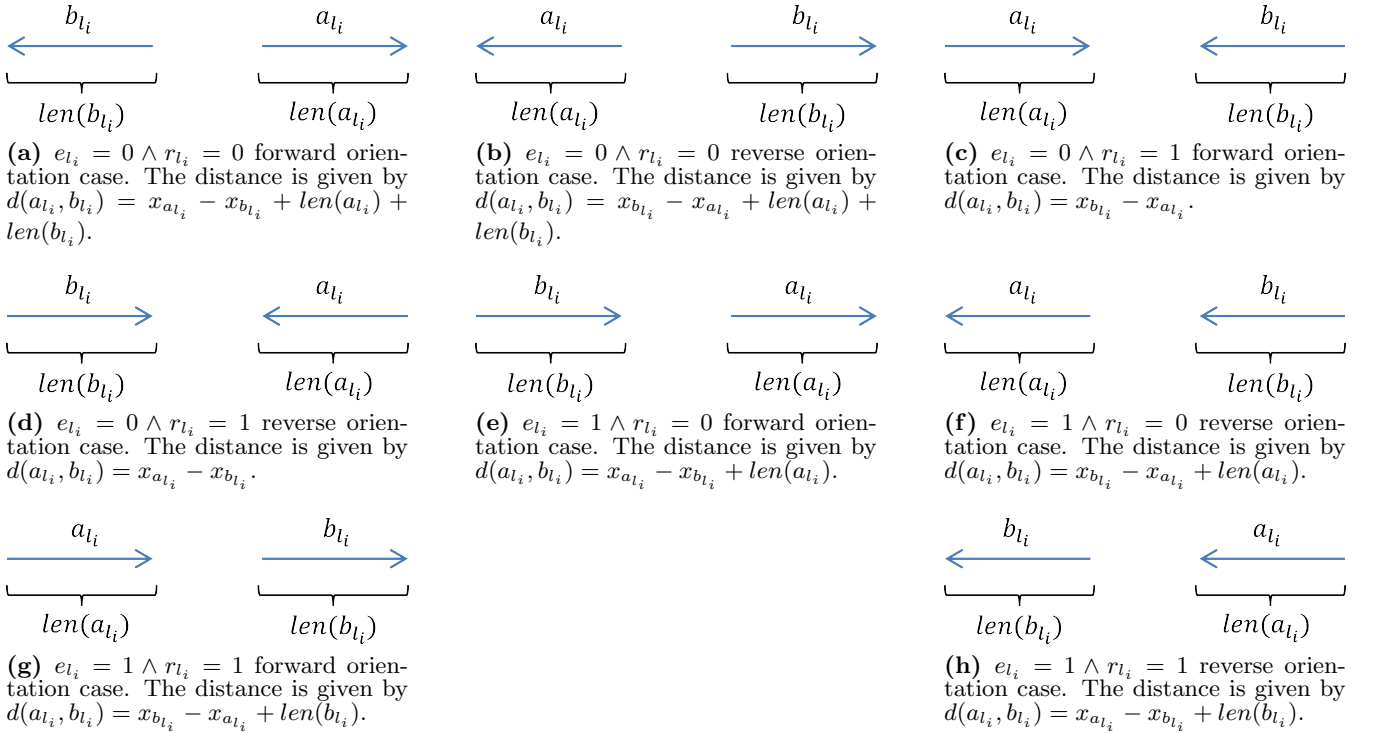 b_{l_i}
a_{l_i}
len(b_{l_i})
len(a_{l_i})
(a) e_{l_i} = 0 ∧ r_{l_i} = 0 forward orien-
tation case. The distance is given by
d(a_{l_i}, b_{l_i}) = x_{a_{l_i}} − x_{b_{l_i}} + len(a_{l_i}) +
len(b_{l_i}).
a_{l_i}
b_{l_i}
len(a_{l_i})
len(b_{l_i})
(b) e_{l_i} = 0 ∧ r_{l_i} = 0 reverse orien-
tation case. The distance is given by
d(a_{l_i}, b_{l_i}) = x_{b_{l_i}} − x_{a_{l_i}} + len(a_{l_i}) +
len(b_{l_i}).
a_{l_i}
b_{l_i}
len(a_{l_i})
len(b_{l_i})
(c) e_{l_i} = 0 ∧ r_{l_i} = 1 forward orien-
tation case. The distance is given by
d(a_{l_i}, b_{l_i}) = x_{b_{l_i}} − x_{a_{l_i}}.
b_{l_i}
a_{l_i}
len(b_{l_i})
len(a_{l_i})
(d) e_{l_i} = 0 ∧ r_{l_i} = 1 reverse orien-
tation case. The distance is given by
d(a_{l_i}, b_{l_i}) = x_{a_{l_i}} − x_{b_{l_i}}.
b_{l_i}
a_{l_i}
len(b_{l_i})
len(a_{l_i})
(e) e_{l_i} = 1 ∧ r_{l_i} = 0 forward orien-
tation case. The distance is given by
d(a_{l_i}, b_{l_i}) = x_{a_{l_i}} − x_{b_{l_i}} + len(a_{l_i}).
a_{l_i}
b_{l_i}
len(a_{l_i})
len(b_{l_i})
(f) e_{l_i} = 1 ∧ r_{l_i} = 0 reverse orien-
tation case. The distance is given by
d(a_{l_i}, b_{l_i}) = x_{b_{l_i}} − x_{a_{l_i}} + len(a_{l_i}).
a_{l_i}
b_{l_i}
len(a_{l_i})
len(b_{l_i})
(g) e_{l_i} = 1 ∧ r_{l_i} = 1 forward orien-
tation case. The distance is given by
d(a_{l_i}, b_{l_i}) = x_{b_{l_i}} − x_{a_{l_i}} + len(b_{l_i}).
b_{l_i}
a_{l_i}
len(b_{l_i})
len(a_{l_i})
(h) e_{l_i} = 1 ∧ r_{l_i} = 1 reverse orien-
tation case. The distance is given by
d(a_{l_i}, b_{l_i}) = x_{a_{l_i}} − x_{b_{l_i}} + len(b_{l_i}).